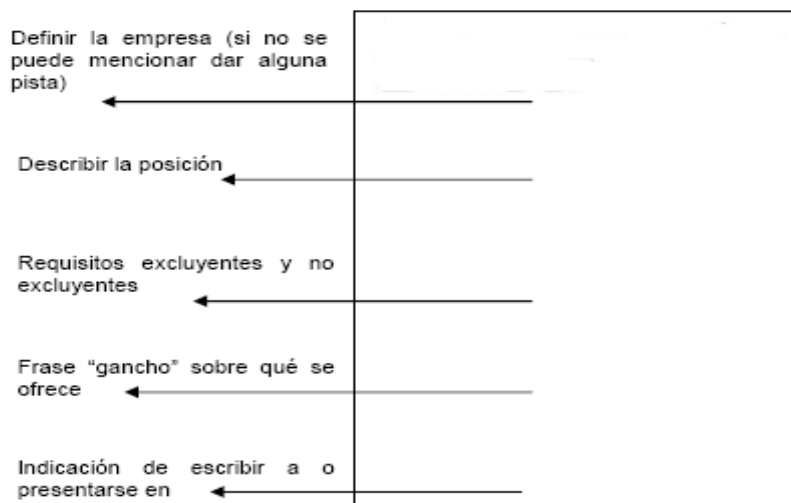 Definir la empresa (si no se
puede mencionar dar alguna
pista)
Describir la posición
Requisitos excluyentes y no
excluyentes
Frase “gancho” sobre qué se
ofrece
Indicación de escribir a o
presentarse en